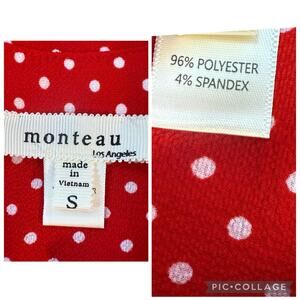 monteau
Los Angeles
made
in
Vietnam
S
96% POLYESTER
4% SPANDEX
PIC•COLLAGE